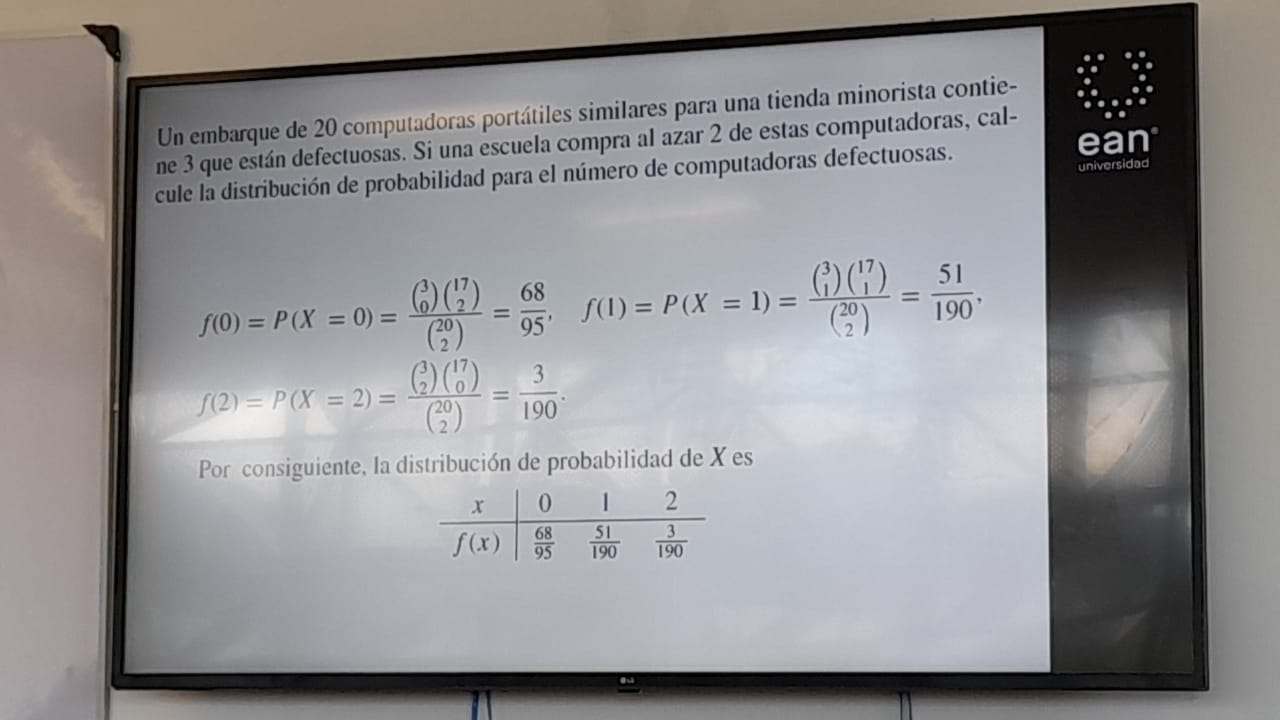 Un embarque de 20 computadoras portátiles similares para una tienda minorista contie-
ne 3 que están defectuosas. Si una escuela compra al azar 2 de estas computadoras, cal-
cule la distribución de probabilidad para el número de computadoras defectuosas.
ean®
universidad
f(0) = P(X = 0) = \frac{\binom{3}{0}\binom{17}{2}}{\binom{20}{2}} = \frac{68}{95}, f(1) = P(X = 1) = \frac{\binom{3}{1}\binom{17}{1}}{\binom{20}{2}} = \frac{51}{190},
f(2) = P(X = 2) = \frac{\binom{3}{2}\binom{17}{0}}{\binom{20}{2}} = \frac{3}{190}.
Por consiguiente, la distribución de probabilidad de X es
x 0 1 2
f(x) \frac{68}{95} \frac{51}{190} \frac{3}{190}
LG